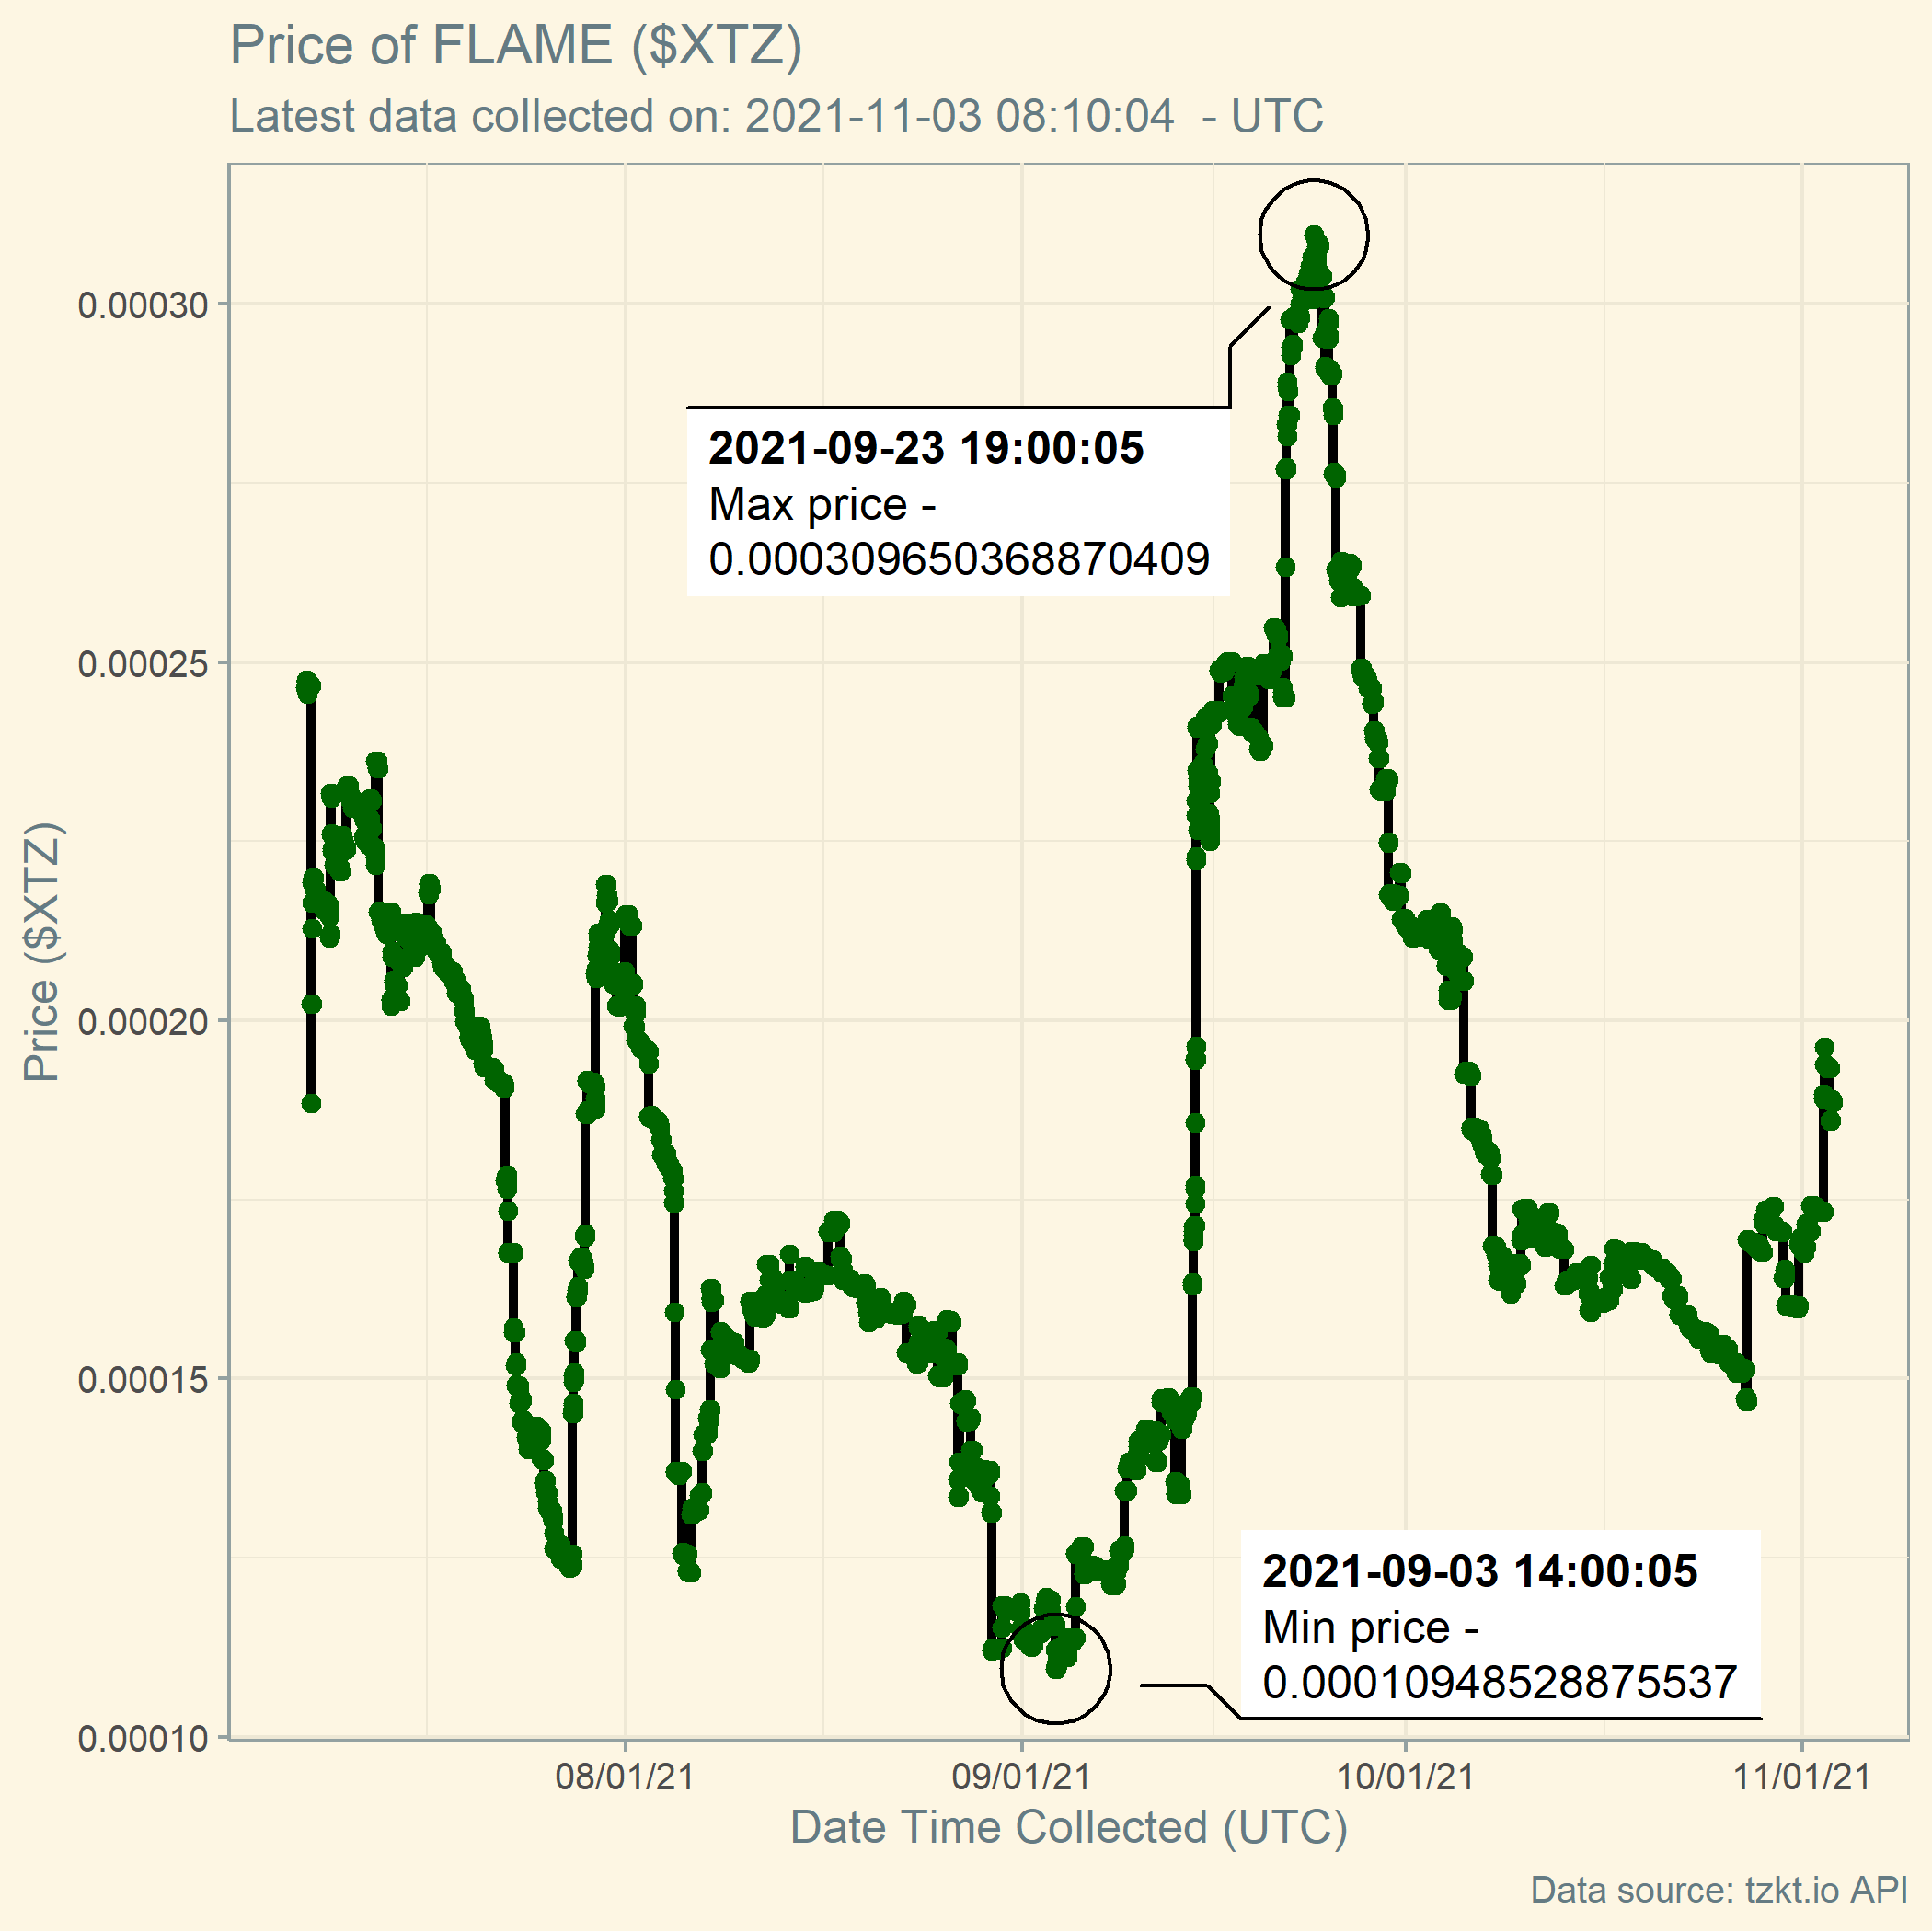 Price of FLAME ($XTZ)
Latest data collected on: 2021-11-03 08:10:04  - UTC
0.00030
0.00025
0.00020
0.00015
0.00010
Price ($XTZ)
2021-09-23 19:00:05
Max price -
0.000309650368870409
2021-09-03 14:00:05
Min price -
0.000109485288755​37
08/01/21
09/01/21
10/01/21
11/01/21
Date Time Collected (UTC)
Data source: tzkt.io API